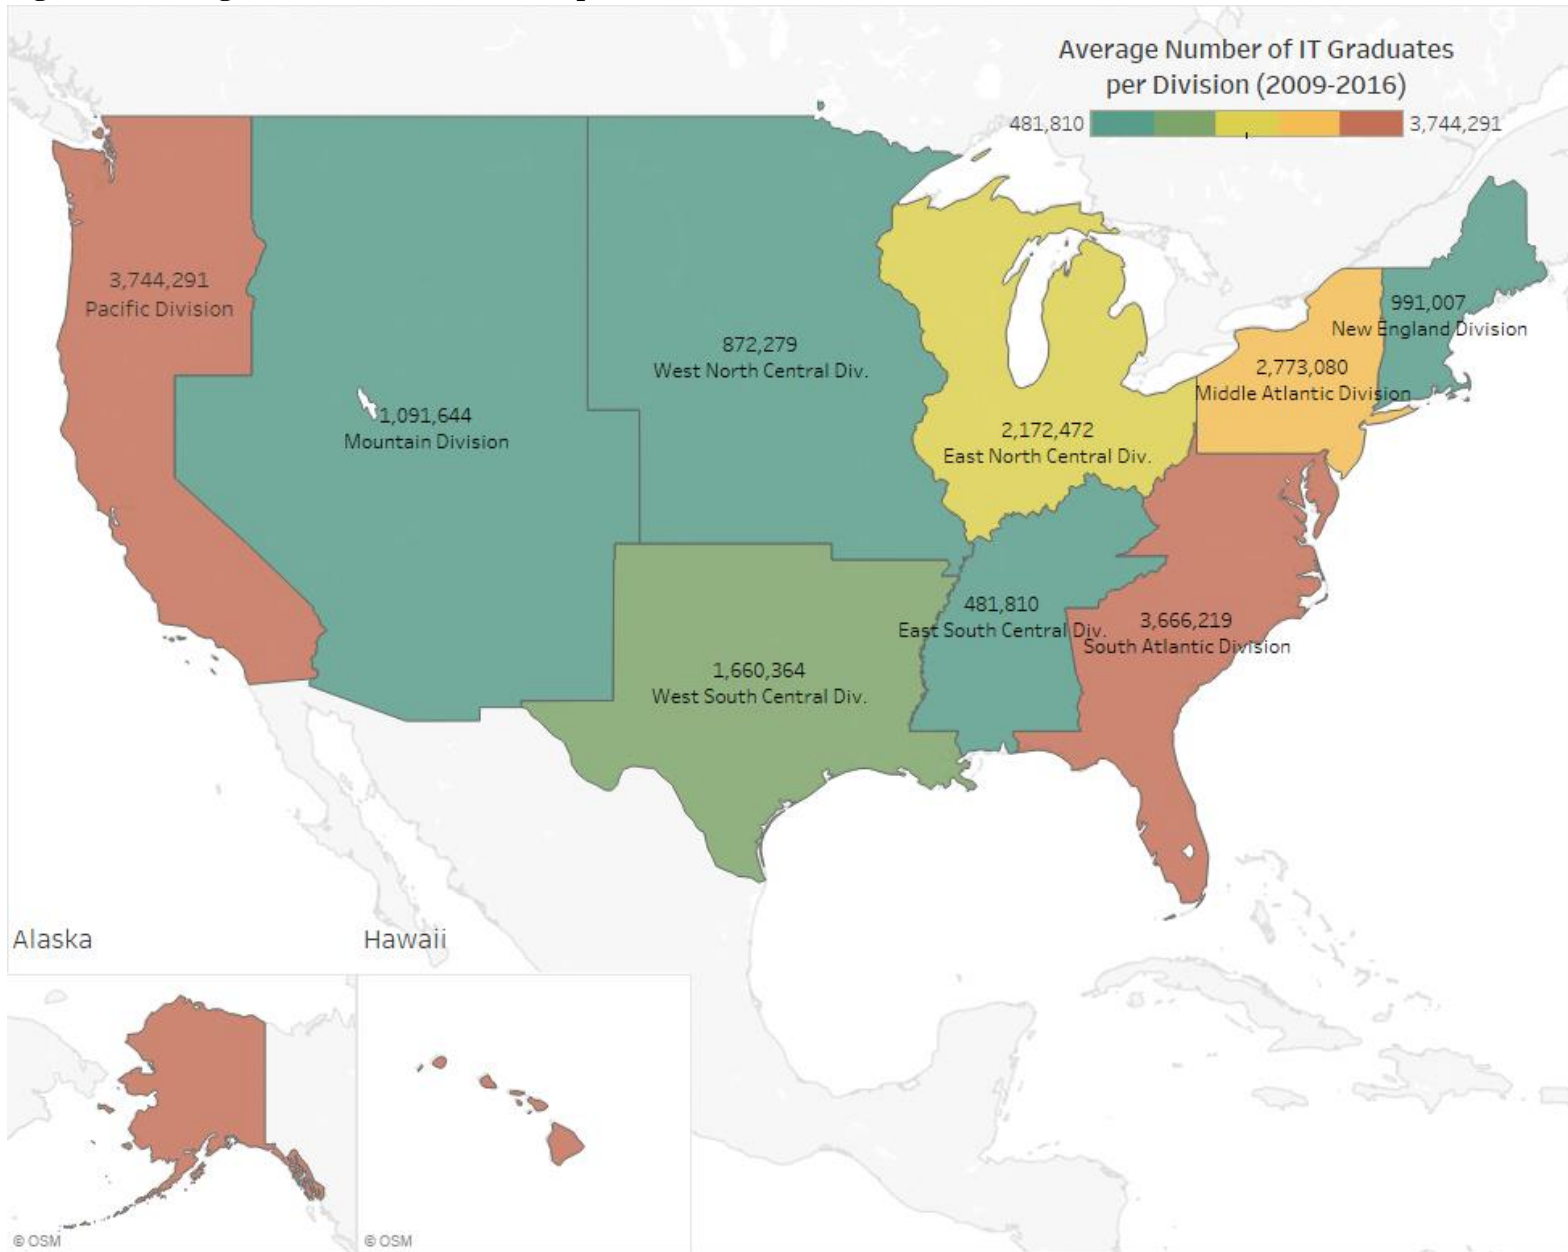 Average Number of IT Graduates
per Division (2009-2016)
481,810
3,744,291
3,744,291
Pacific Division
1,091,644
Mountain Division
872,279
West North Central Div.
2,172,472
East North Central Div.
991,007
New England Division
2,773,080
Middle Atlantic Division
481,810
East South Central Div.
3,666,219
South Atlantic Division
1,660,364
West South Central Div.
Alaska
Hawaii
© OSM
© OSM